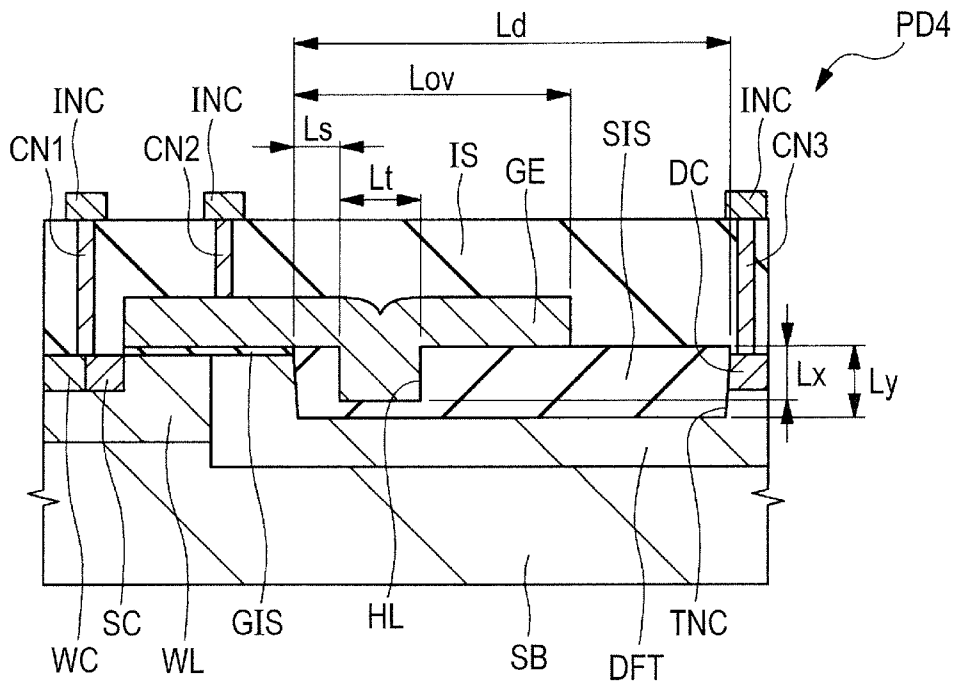 Ld
PD4
Lov
INC
INC
INC
CN1
CN2
Ls
IS
SIS
CN3
Lt
GE
DC
Lx
Ly
SC
GIS
HL
TNC
WC
WL
SB
DFT